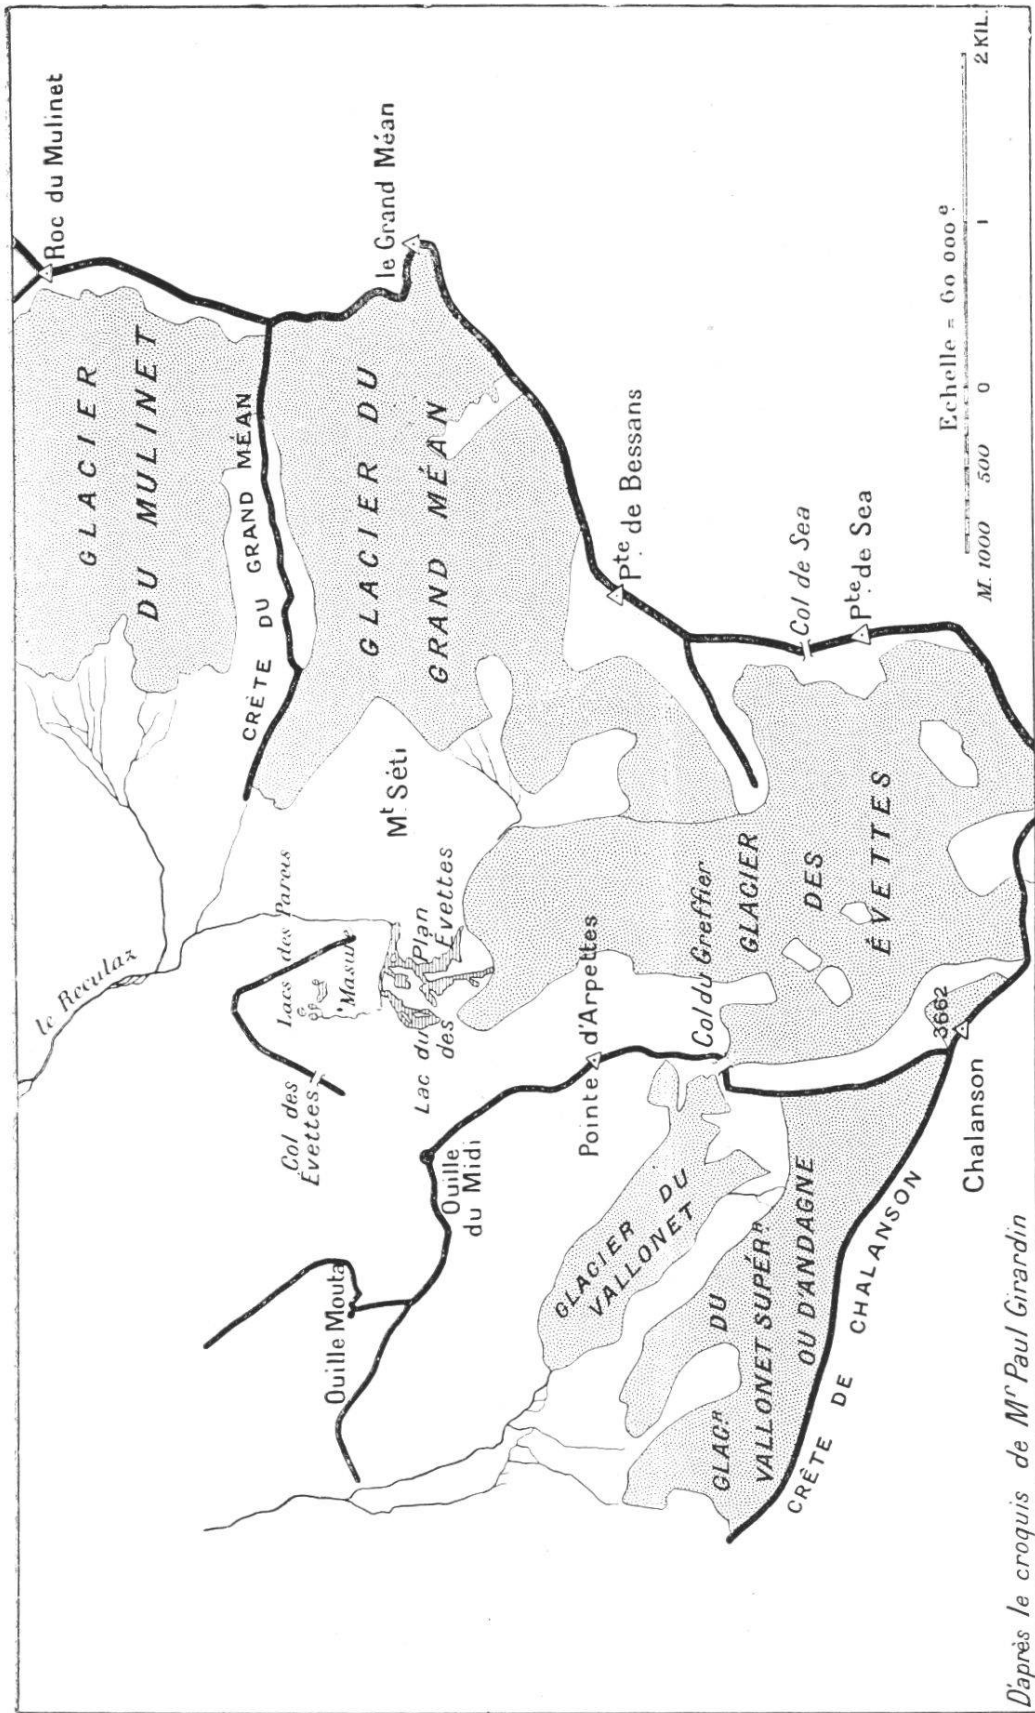 Roc du Mulinet
GLACIER
DU MULINET
CRÊTE DU GRAND MÉAN
le Grand Méan
GLACIER DU
GRAND MÉAN
le Reculaz
Lacs des Pareis
Masure
Mt Séti
Col des
Évettes
Lac du Plan
des Évettes
Ouille Mouta
Ouille
du Midi
Pointe d'Arpettes
Pte de Bessans
Col du Greffier
GLACIER
DES
ÉVETTES
Col de Sea
Pte de Sea
GLACIER DU
VALLONET
GLACR DU
VALLONET SUPÉRR
OU D'ANDAGNE
CRÊTE DE CHALANSON
3662
Chalanson
Echelle = 60 000e
M. 1000 500 0 1 2 KIL.
D'après le croquis de Mr Paul Girardin